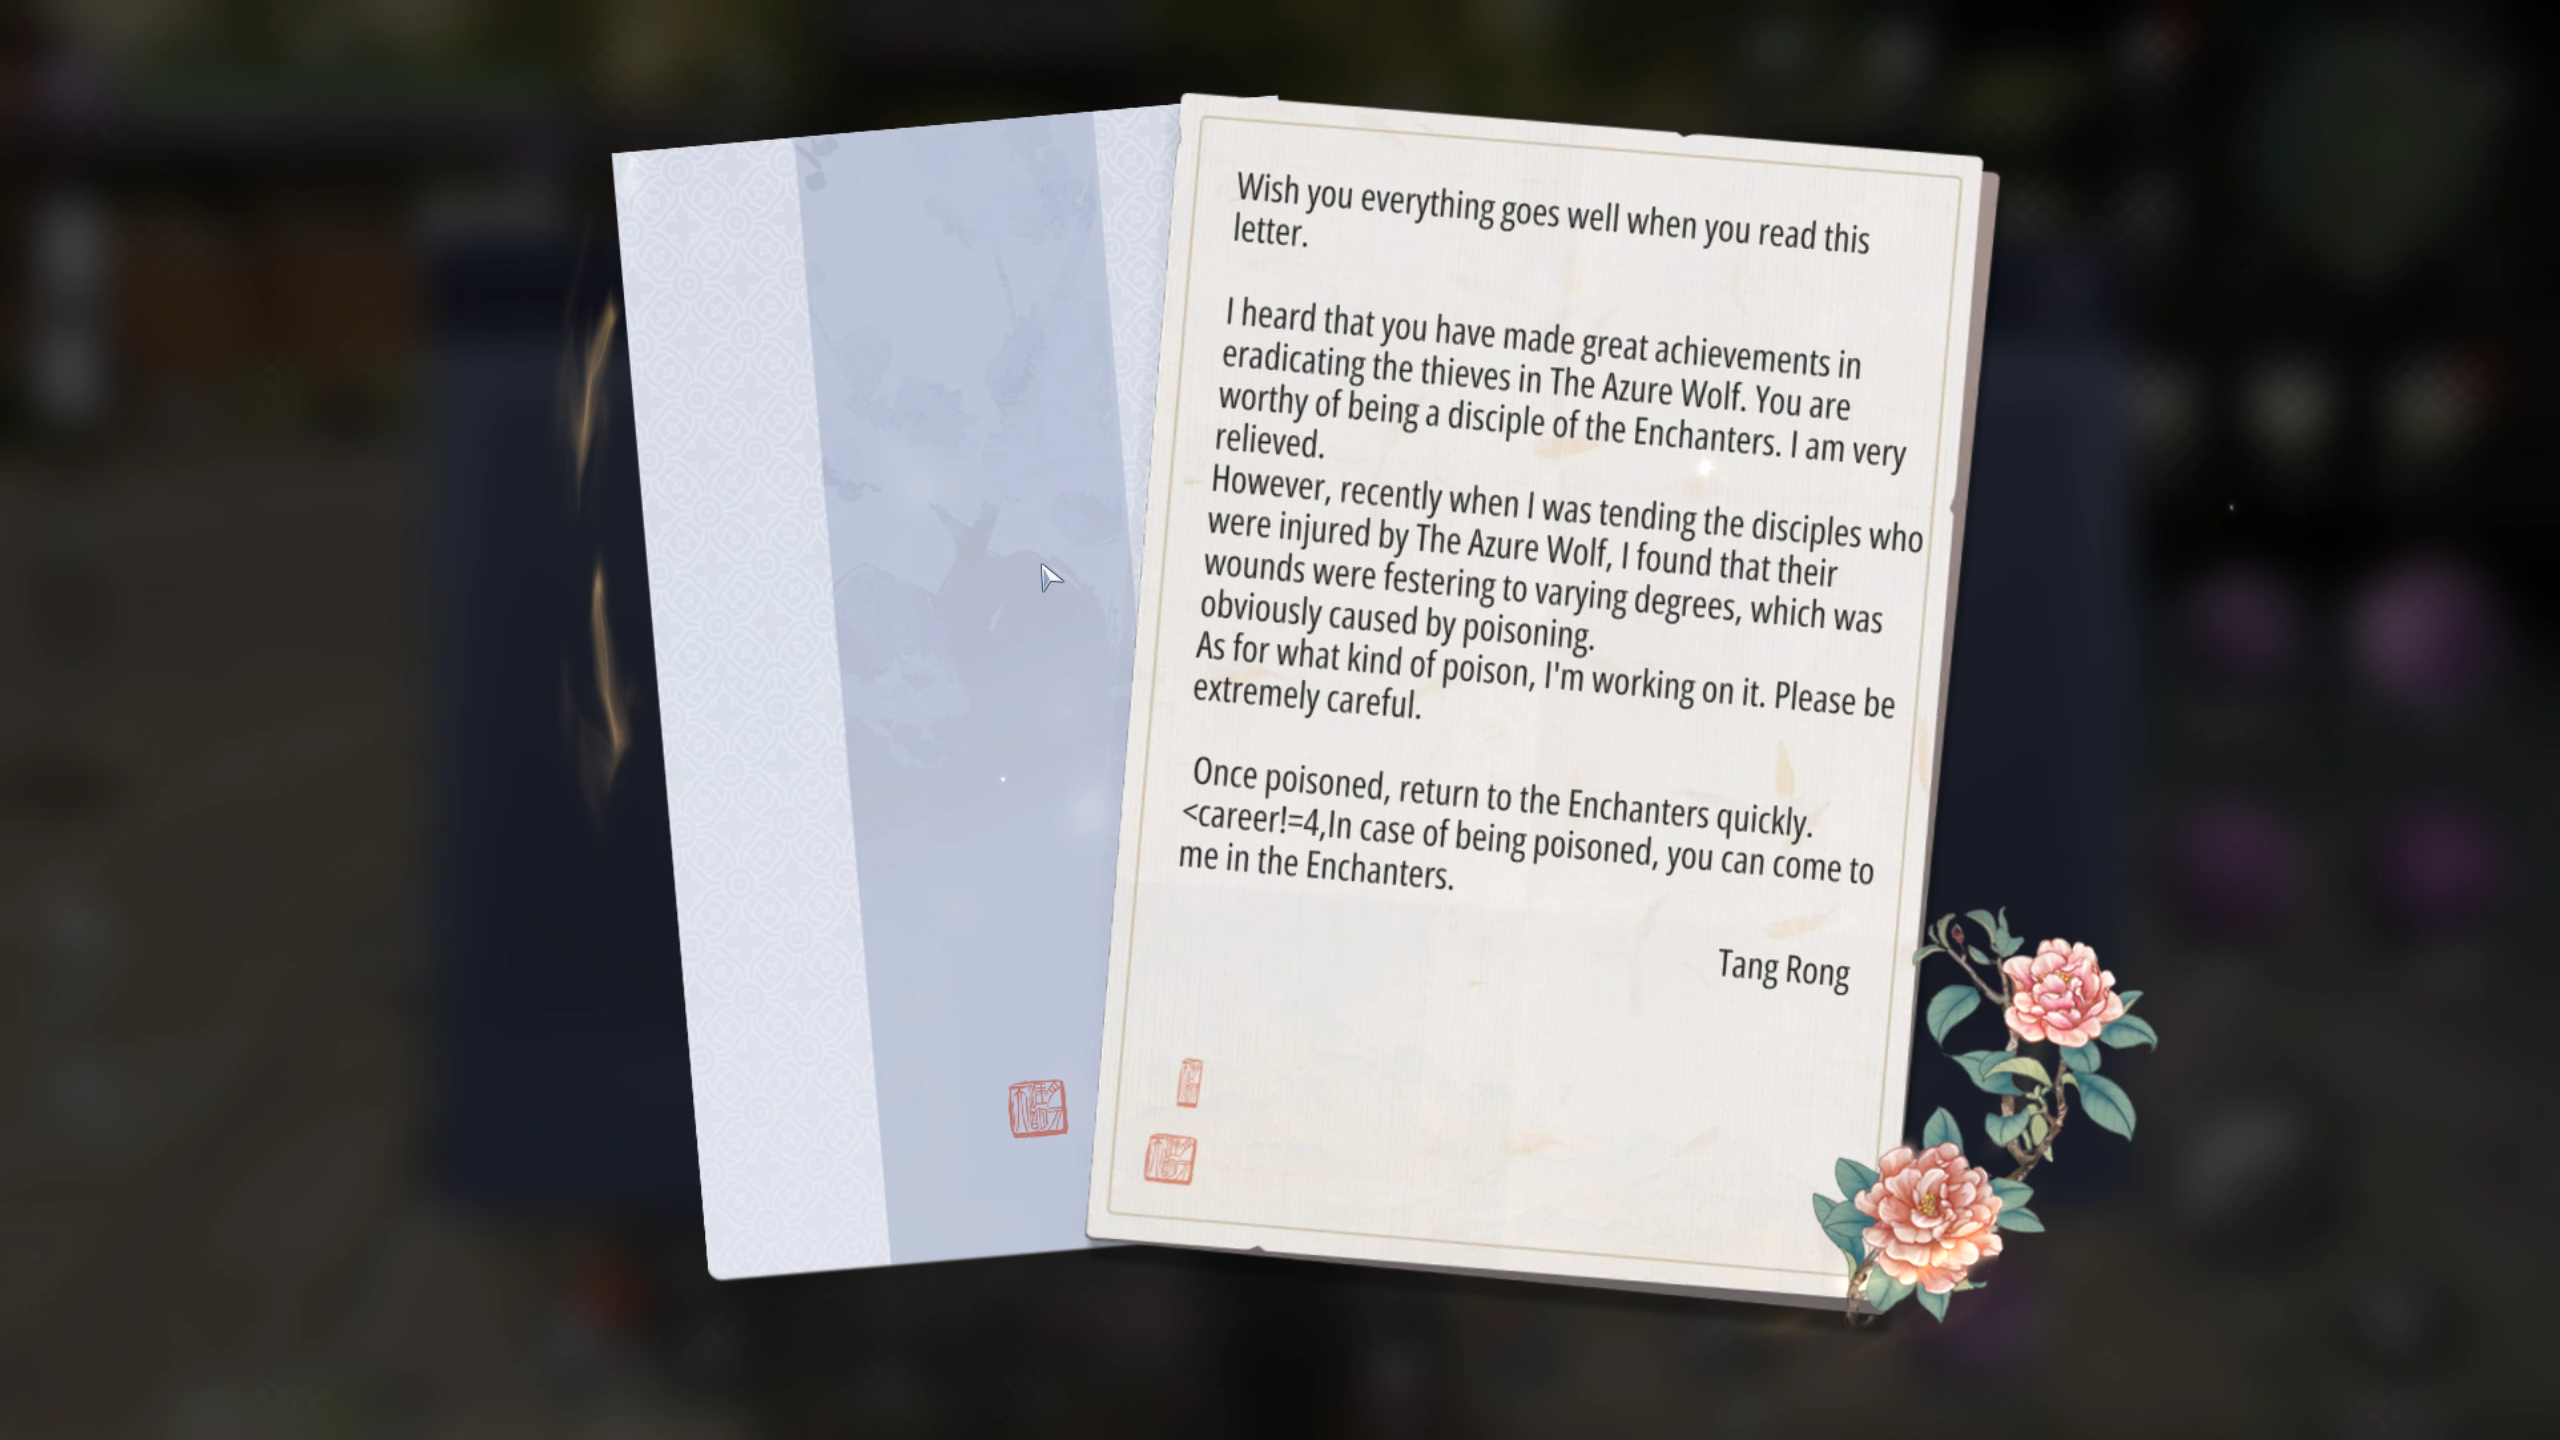 Wish you everything goes well when you read this
letter.
I heard that you have made great achievements in
eradicating the thieves in The Azure Wolf. You are
worthy of being a disciple of the Enchanters. I am very
relieved.
However, recently when I was tending the disciples who
were injured by The Azure Wolf, I found that their
wounds were festering to varying degrees, which was
obviously caused by poisoning.
As for what kind of poison, I'm working on it. Please be
extremely careful.
Once poisoned, return to the Enchanters quickly.
<career!=4,In case of being poisoned, you can come to
me in the Enchanters.
Tang Rong